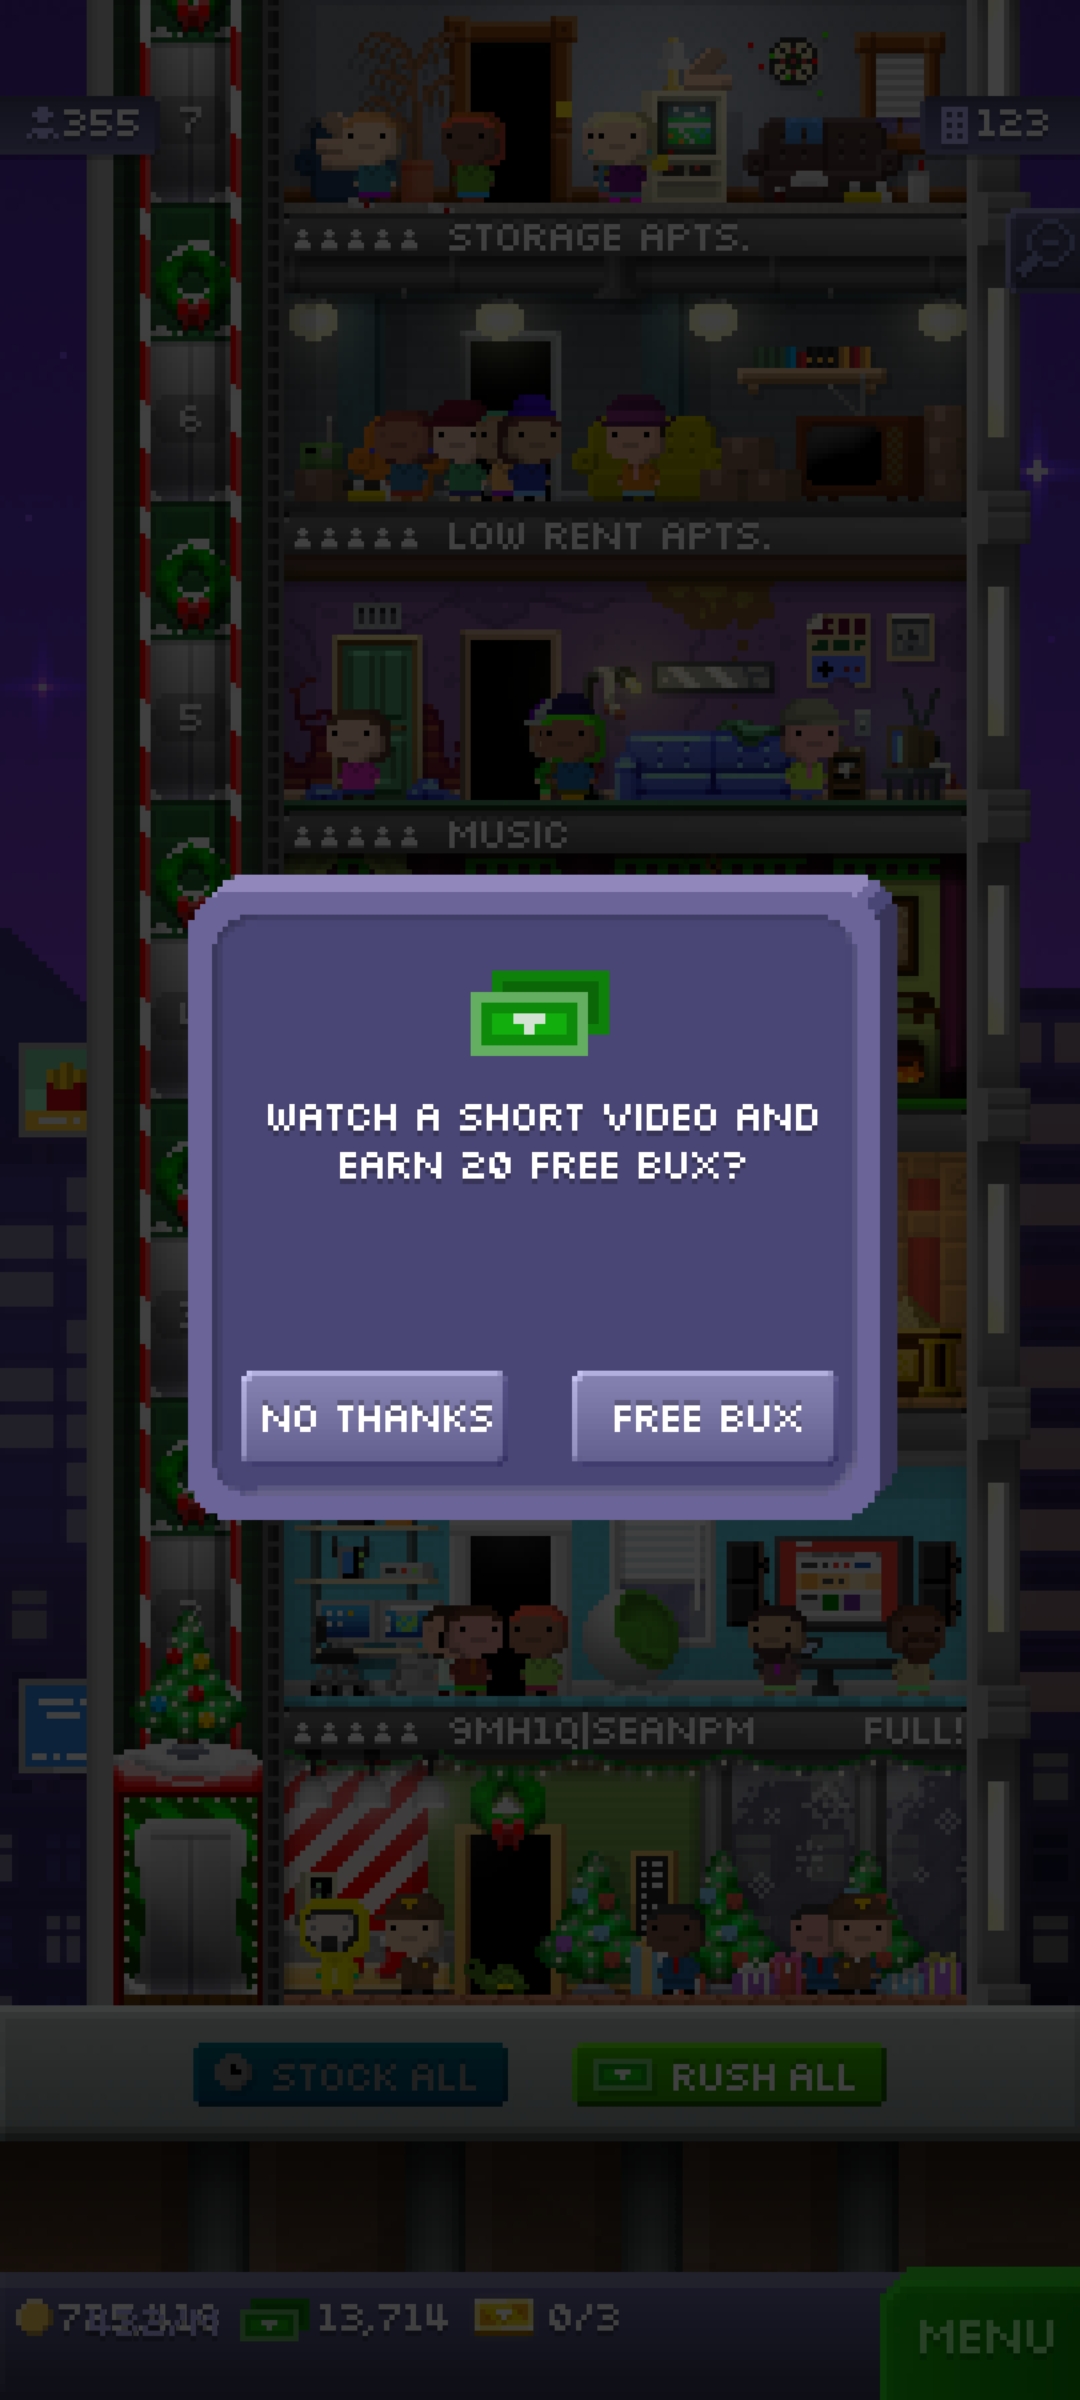 7
355
123
STORAGE APTS.
6
LOW RENT APTS.
5
MUSIC
WATCH A SHORT VIDEO AND
EARN 20 FREE BUX?
NO THANKS
FREE BUX
9MH1Q|SEANPM FULL!
STOCK ALL
RUSH ALL
13,714
0/3
MENU